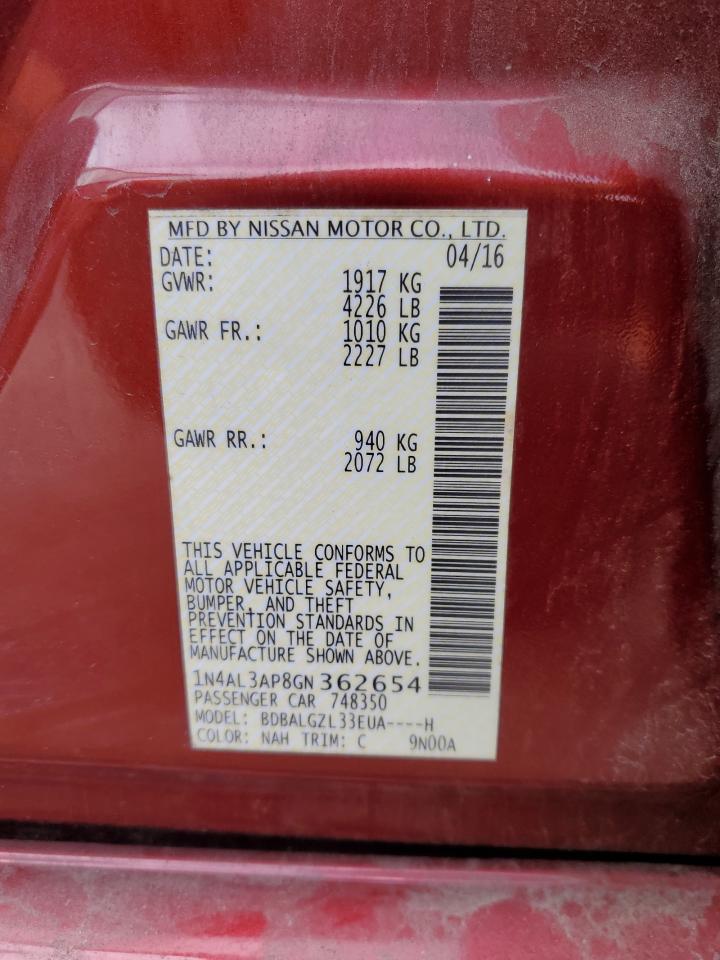 MFD BY NISSAN MOTOR CO., LTD.
DATE: 04/16
GVWR: 1917 KG
4226 LB
GAWR FR.: 1010 KG
2227 LB
GAWR RR.: 940 KG
2072 LB
THIS VEHICLE CONFORMS TO
ALL APPLICABLE FEDERAL
MOTOR VEHICLE SAFETY,
BUMPER, AND THEFT
PREVENTION STANDARDS IN
EFFECT ON THE DATE OF
MANUFACTURE SHOWN ABOVE.
1N4AL3AP8GN362654
PASSENGER CAR 748350
MODEL: BDBALGZL33EUA----H
COLOR: NAH TRIM: C 9N00A